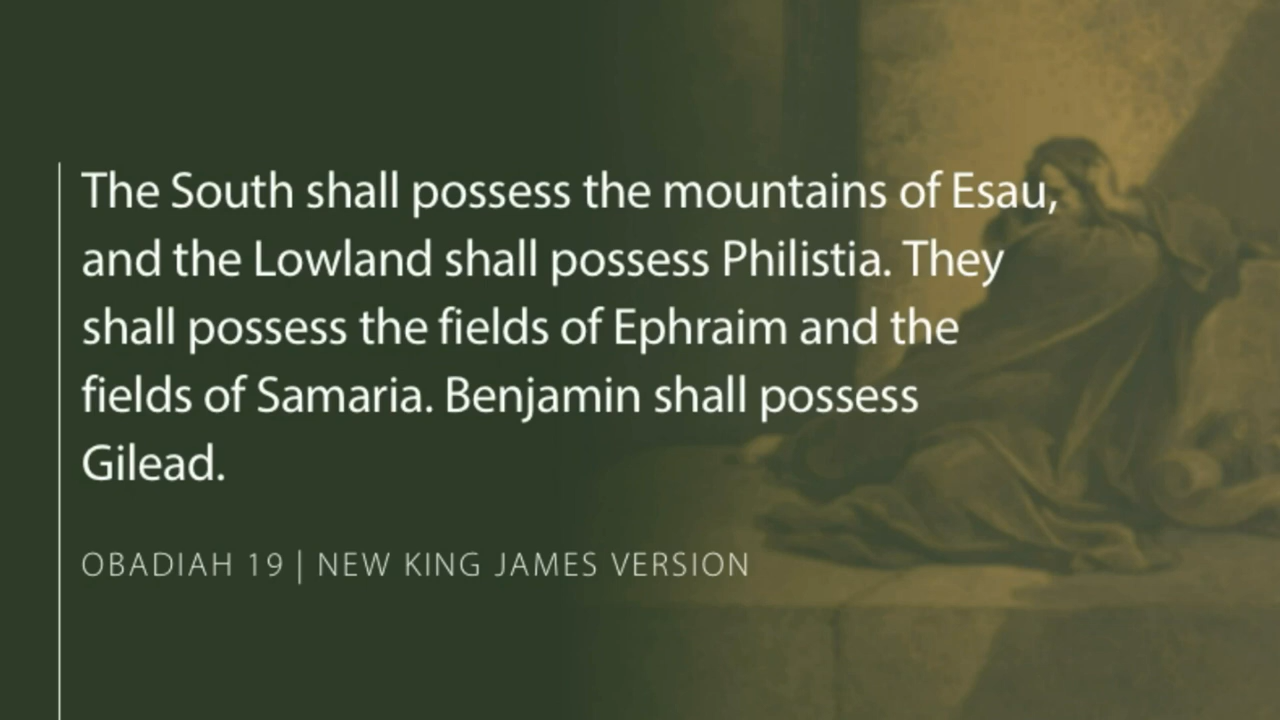 The South shall possess the mountains of Esau,
and the Lowland shall possess Philistia. They
shall possess the fields of Ephraim and the
fields of Samaria. Benjamin shall possess
Gilead.
OBADIAH 19 | NEW KING JAMES VERSION